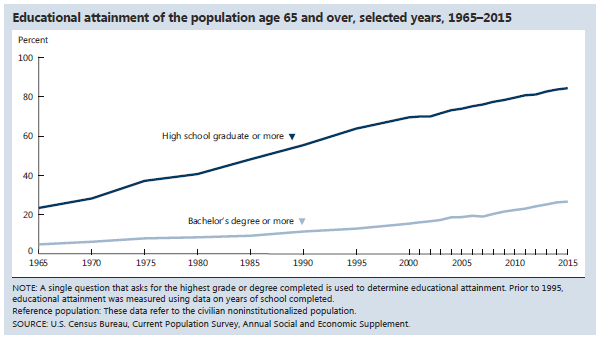 Educational attainment of the population age 65 and over, selected years, 1965–2015
Percent
100
80
60
40
20
0
High school graduate or more ▼
Bachelor's degree or more ▼
1965 1970 1975 1980 1985 1990 1995 2000 2005 2010 2015
NOTE: A single question that asks for the highest grade or degree completed is used to determine educational attainment. Prior to 1995,
educational attainment was measured using data on years of school completed.
Reference population: These data refer to the civilian noninstitutionalized population.
SOURCE: U.S. Census Bureau, Current Population Survey, Annual Social and Economic Supplement.